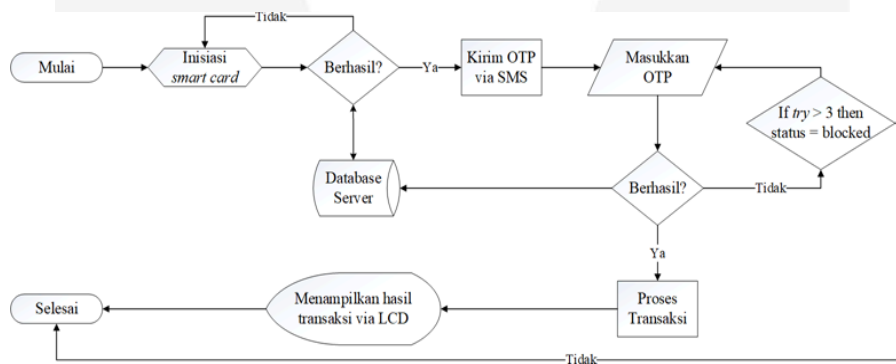 Tidak
Mulai
Inisiasi
smart card
Berhasil?
Ya
Kirim OTP
via SMS
Masukkan
OTP
If try > 3 then
status = blocked
Database
Server
Berhasil?
Tidak
Ya
Selesai
Menampilkan hasil
transaksi via LCD
Proses
Transaksi
Tidak